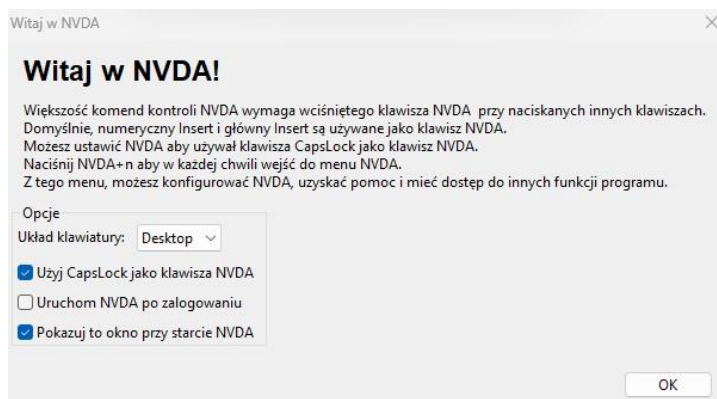 Witaj w NVDA
Witaj w NVDA!
Większość komend kontroli NVDA wymaga wciśniętego klawisza NVDA przy naciskanych innych klawiszach.
Domyślnie, numeryczny Insert i główny Insert są używane jako klawisz NVDA.
Możesz ustawić NVDA aby używał klawisza CapsLock jako klawisz NVDA.
Naciśnij NVDA+n aby w każdej chwili wejść do menu NVDA.
Z tego menu, możesz konfigurować NVDA, uzyskać pomoc i mieć dostęp do innych funkcji programu.
Opcje
Układ klawiatury: Desktop
Użyj CapsLock jako klawisza NVDA
Uruchom NVDA po zalogowaniu
Pokazuj to okno przy starcie NVDA
OK